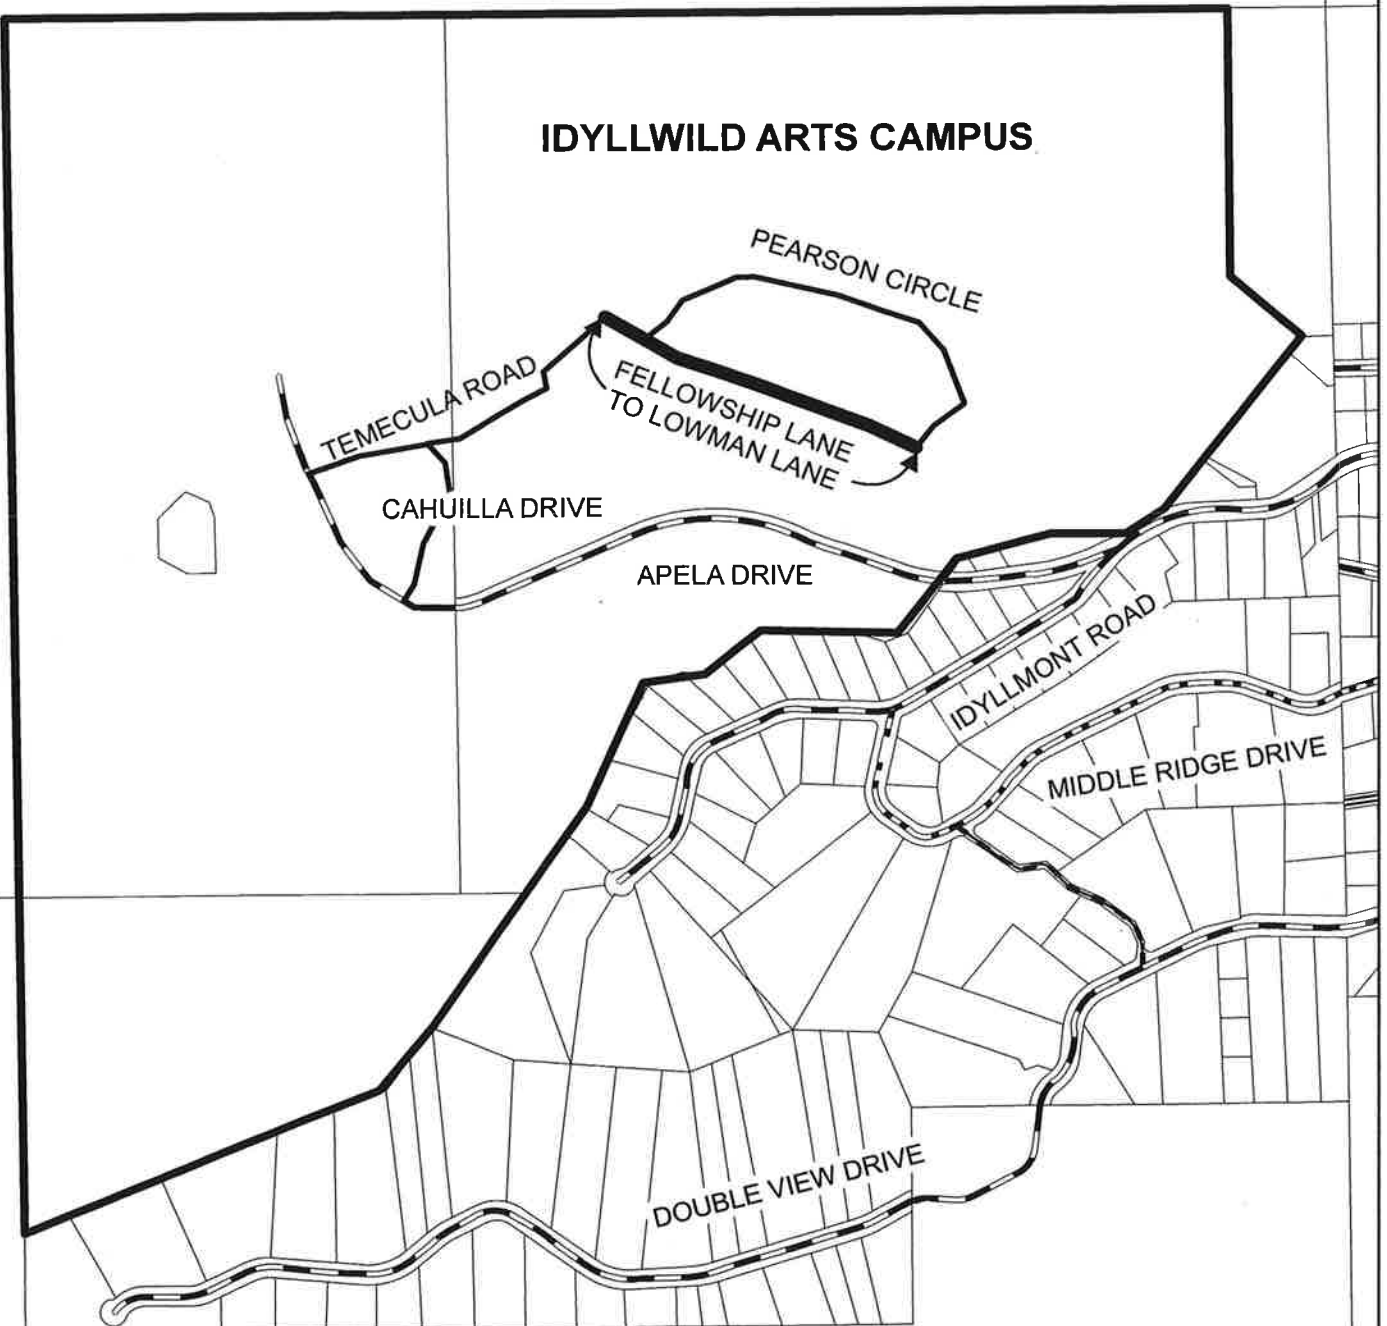 IDYLLWILD ARTS CAMPUS
PEARSON CIRCLE
TEMECULA ROAD
FELLOWSHIP LANE
TO LOWMAN LANE
CAHUILLA DRIVE
APELA DRIVE
IDYLLMONT ROAD
MIDDLE RIDGE DRIVE
DOUBLE VIEW DRIVE